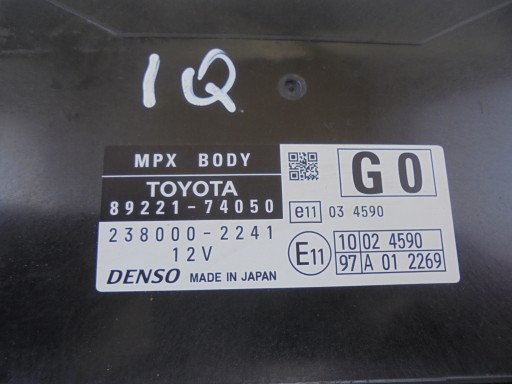 IQ
MPX BODY
TOYOTA
89221-74050
238000-2241
12V
DENSO MADE IN JAPAN
G0
e11 03 4590
E11
10 02 4590
97 A 01 2269